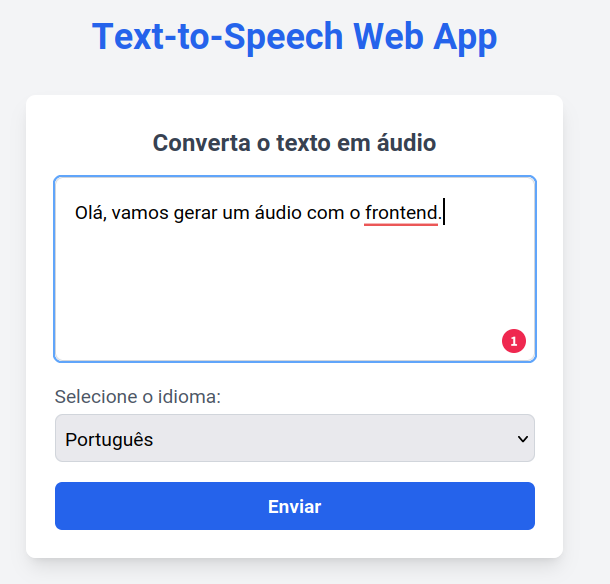 Text-to-Speech Web App
Converta o texto em áudio
Olá, vamos gerar um áudio com o frontend.
1
Selecione o idioma:
Português
Enviar